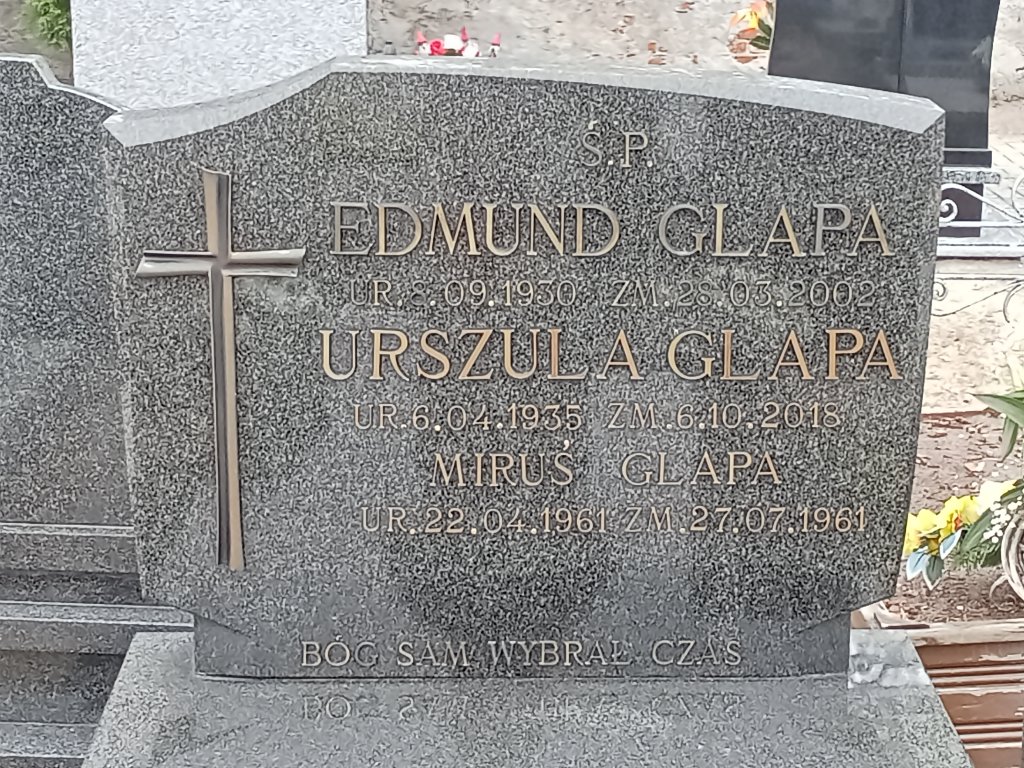 Ś.P.
EDMUND GLAPA
UR.8.09.1930 ZM.28.03.2002
URSZULA GLAPA
UR.6.04.1935 ZM.6.10.2018
MIRUŚ GLAPA
UR.22.04.1961 ZM.27.07.1961
BÓG SAM WYBRAŁ CZAS